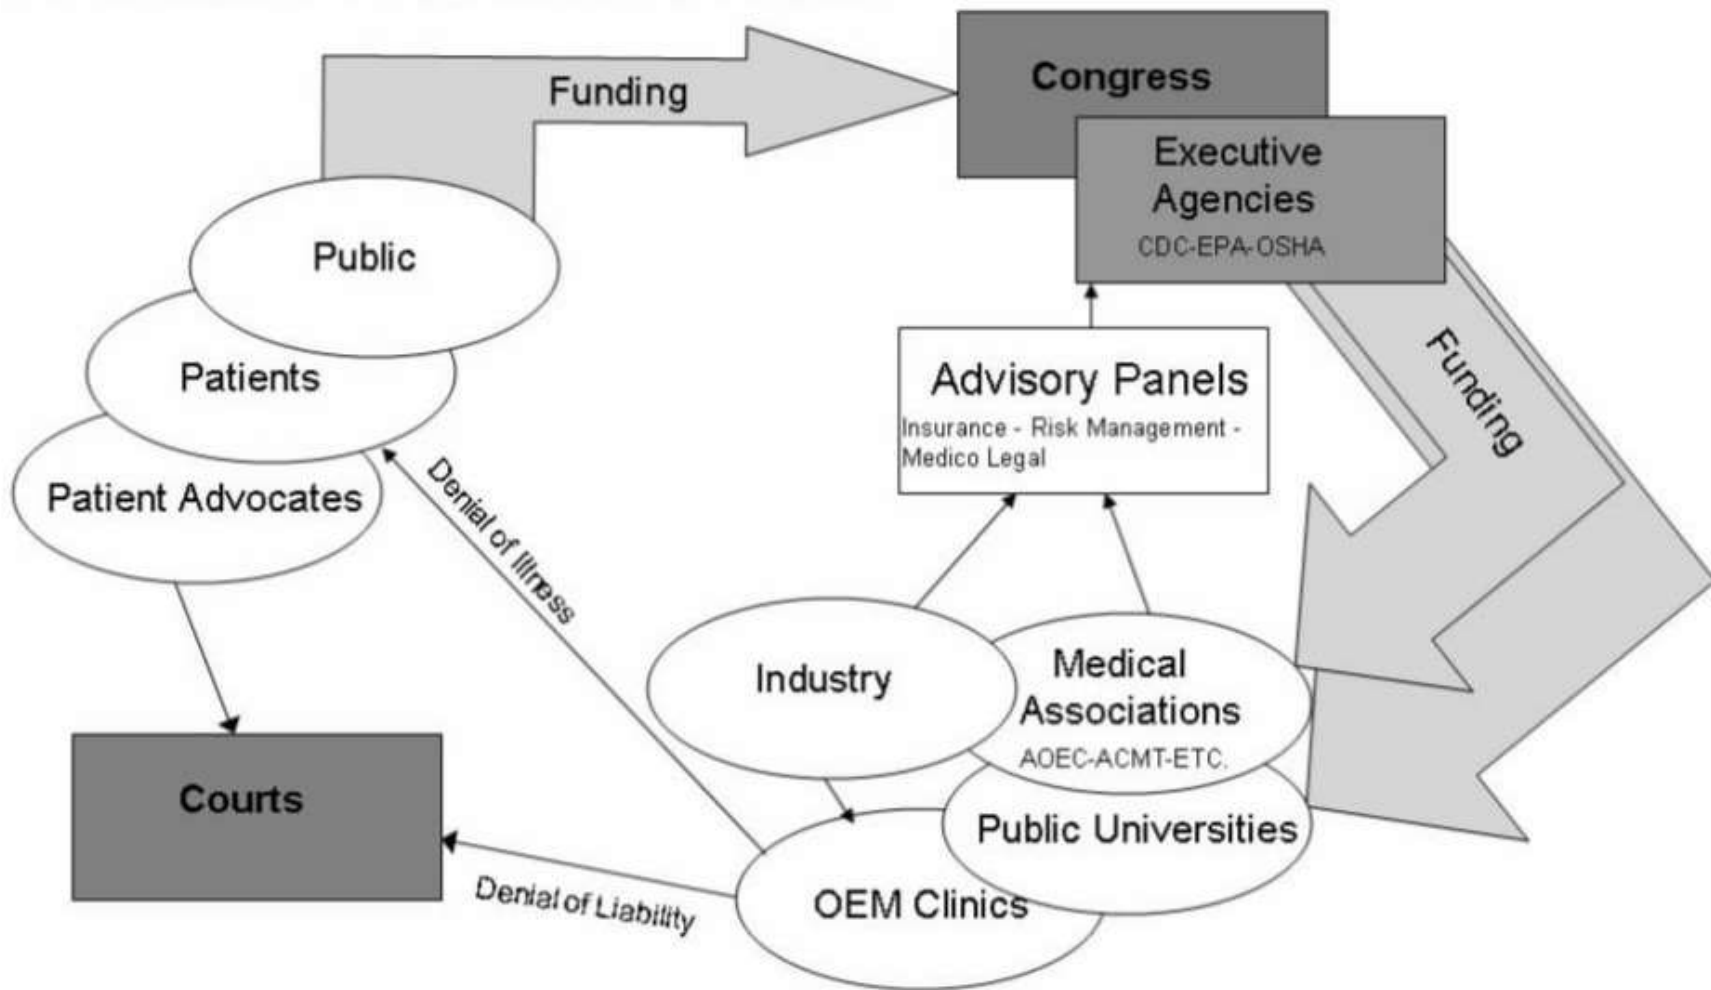 Funding
Congress
Executive
Agencies
CDC-EPA-OSHA
Public
Patients
Patient Advocates
Funding
Advisory Panels
Insurance - Risk Management -
Medico Legal
Denial of Illness
Industry
Medical
Associations
AOEC-ACMT-ETC.
Public Universities
OEM Clinics
Courts
Denial of Liability